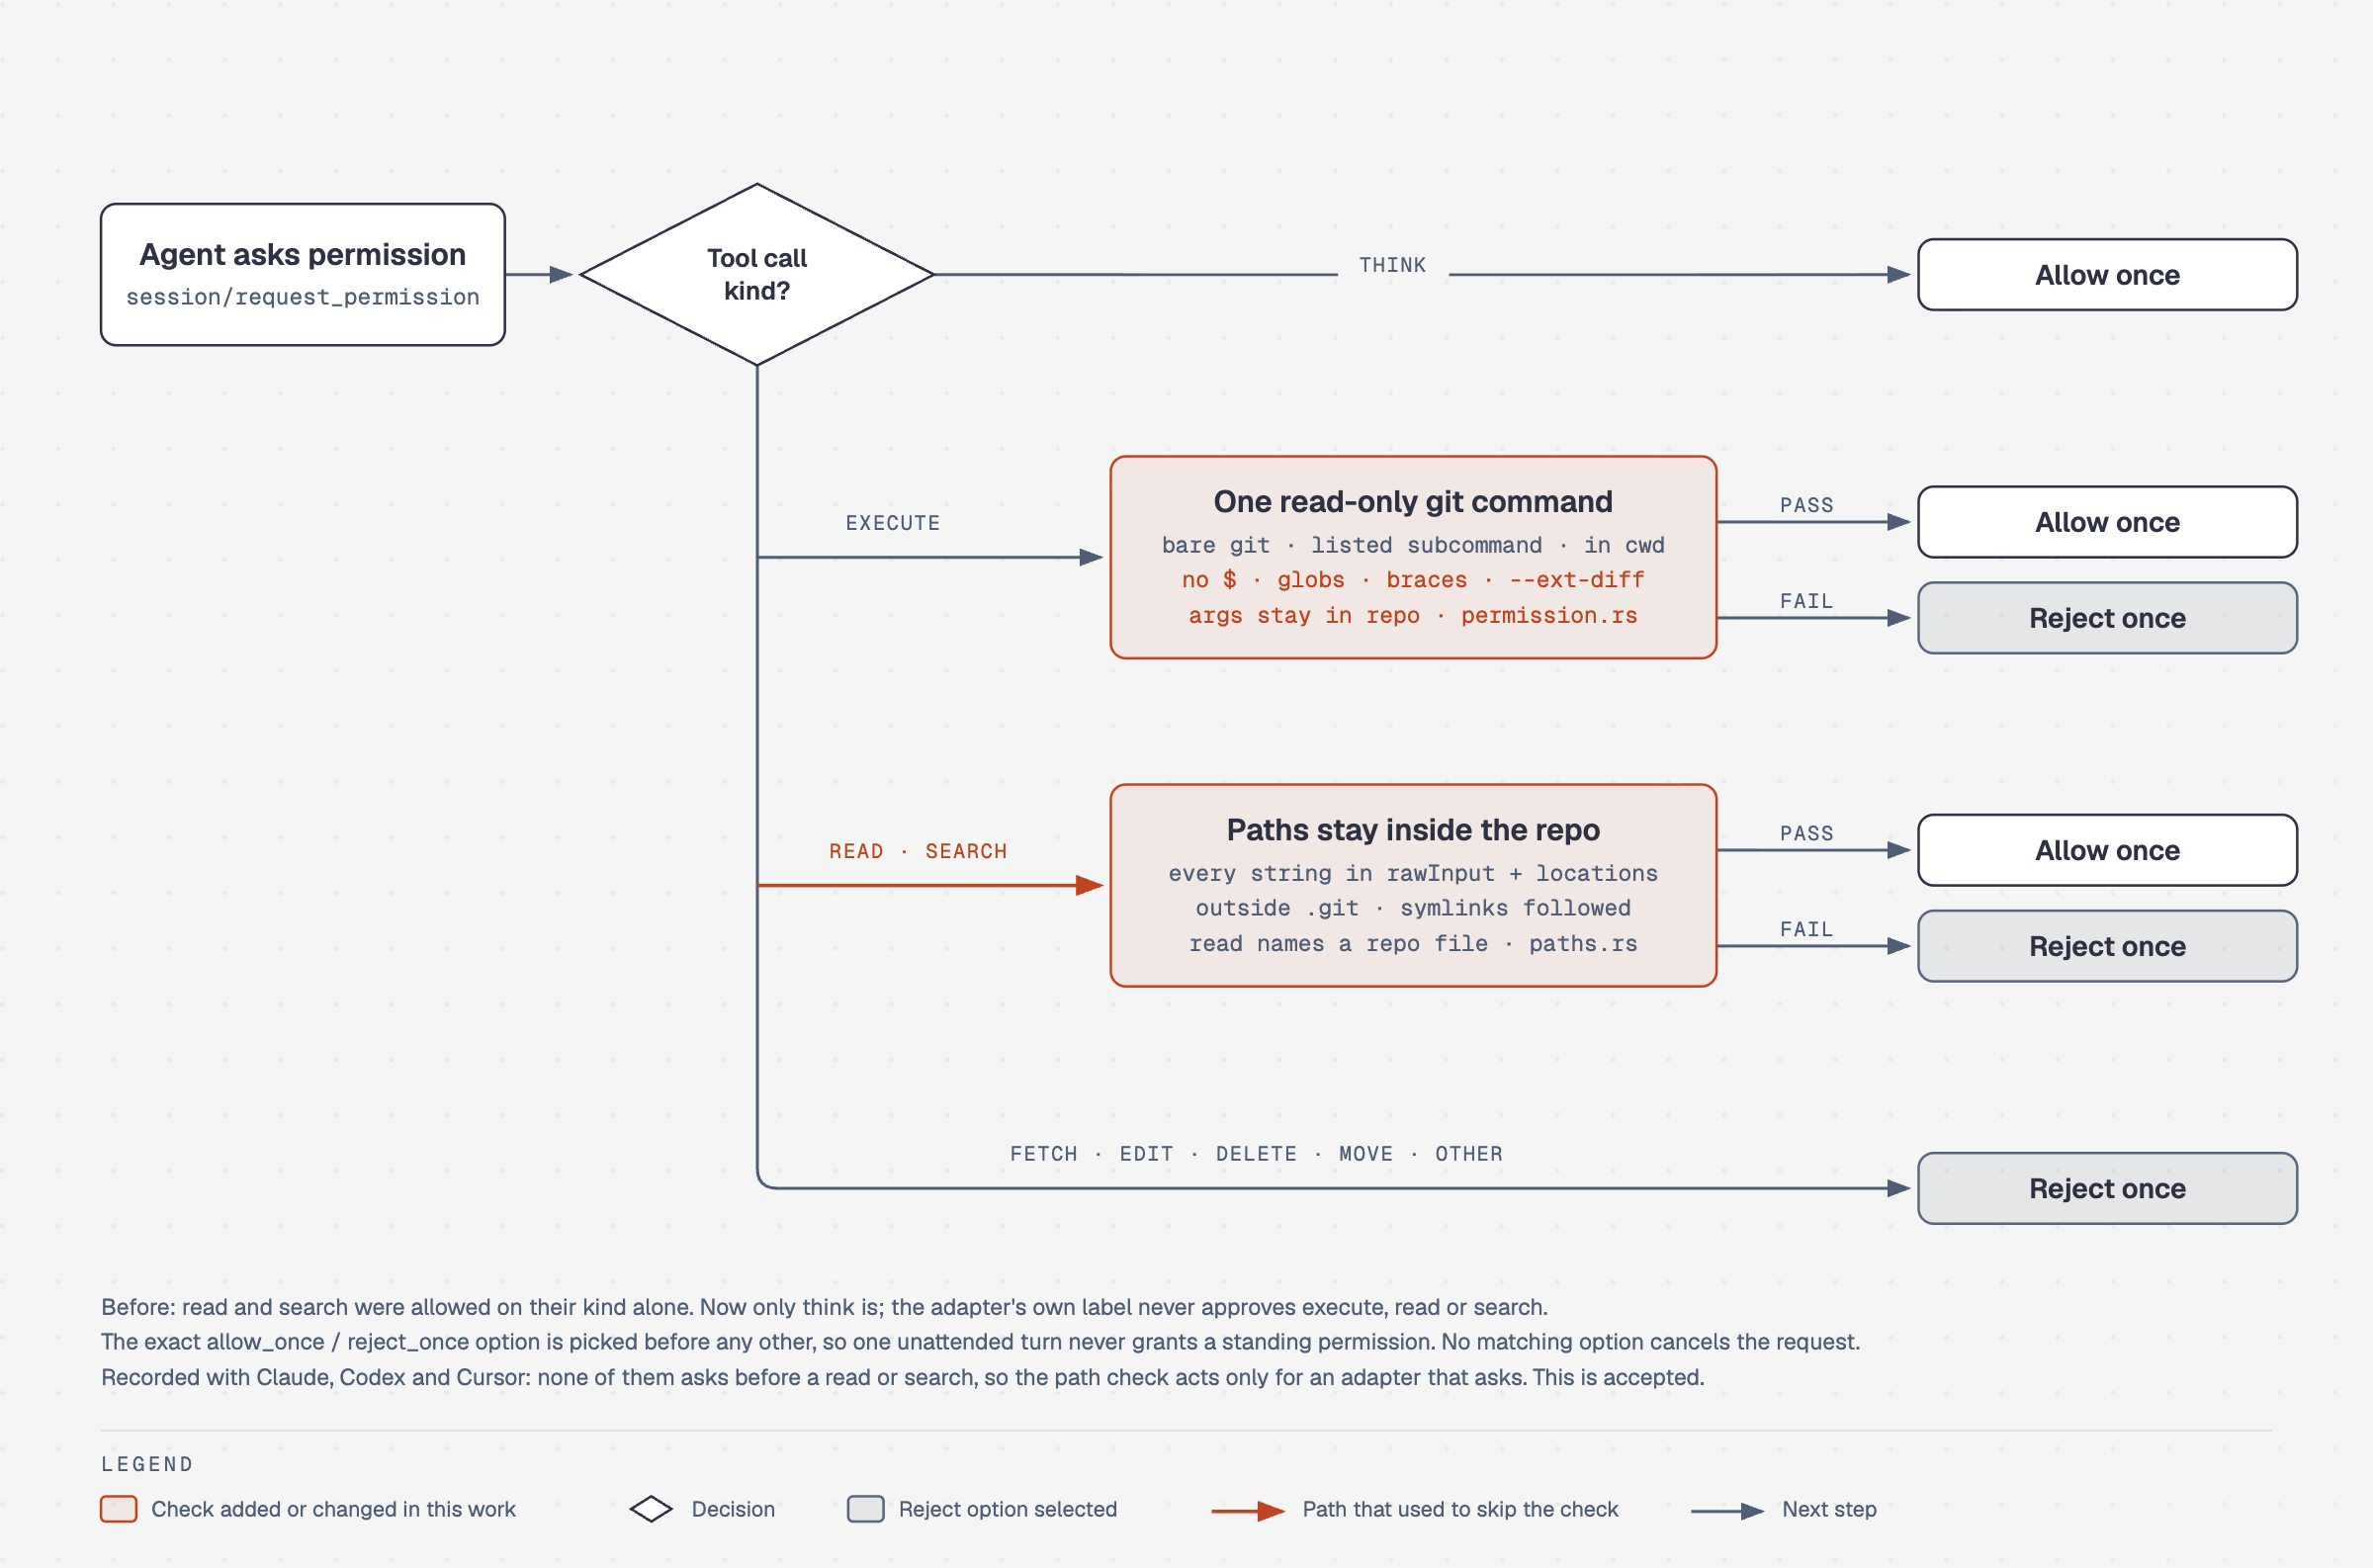 Agent asks permission
session/request_permission
Tool call
kind?
THINK
Allow once
EXECUTE
One read-only git command
bare git · listed subcommand · in cwd
no $ · globs · braces · --ext-diff
args stay in repo · permission.rs
PASS
Allow once
FAIL
Reject once
READ · SEARCH
Paths stay inside the repo
every string in rawInput + locations
outside .git · symlinks followed
read names a repo file · paths.rs
PASS
Allow once
FAIL
Reject once
FETCH · EDIT · DELETE · MOVE · OTHER
Reject once
Before: read and search were allowed on their kind alone. Now only think is; the adapter's own label never approves execute, read or search.
The exact allow_once / reject_once option is picked before any other, so one unattended turn never grants a standing permission. No matching option cancels the request.
Recorded with Claude, Codex and Cursor: none of them asks before a read or search, so the path check acts only for an adapter that asks. This is accepted.
LEGEND
Check added or changed in this work
Decision
Reject option selected
Path that used to skip the check
Next step